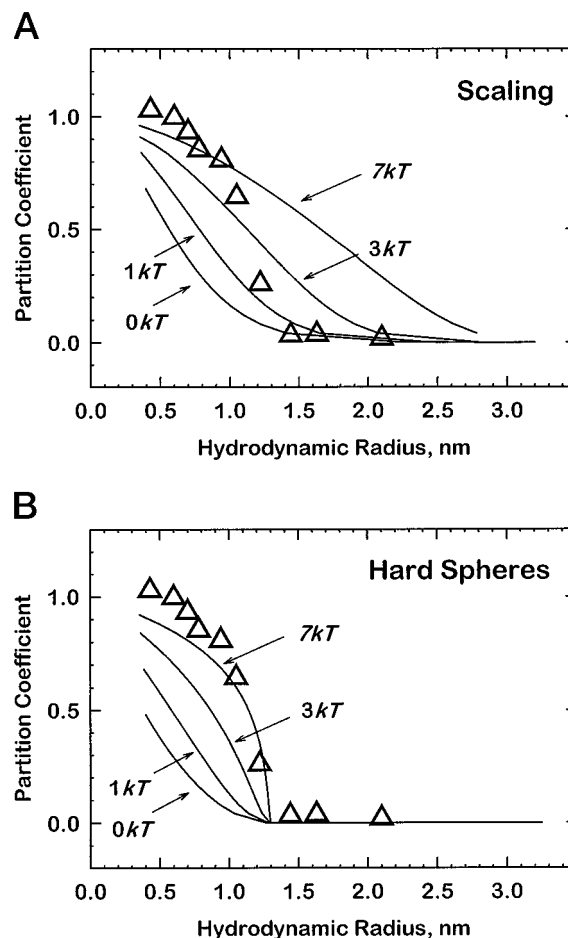 A
Scaling
Partition Coefficient
1.0
0.5
0.0
7kT
3kT
1kT
0kT
0.0 0.5 1.0 1.5 2.0 2.5 3.0
Hydrodynamic Radius, nm
B
Hard Spheres
Partition Coefficient
1.0
0.5
0.0
7kT
3kT
1kT
0kT
0.0 0.5 1.0 1.5 2.0 2.5 3.0
Hydrodynamic Radius, nm